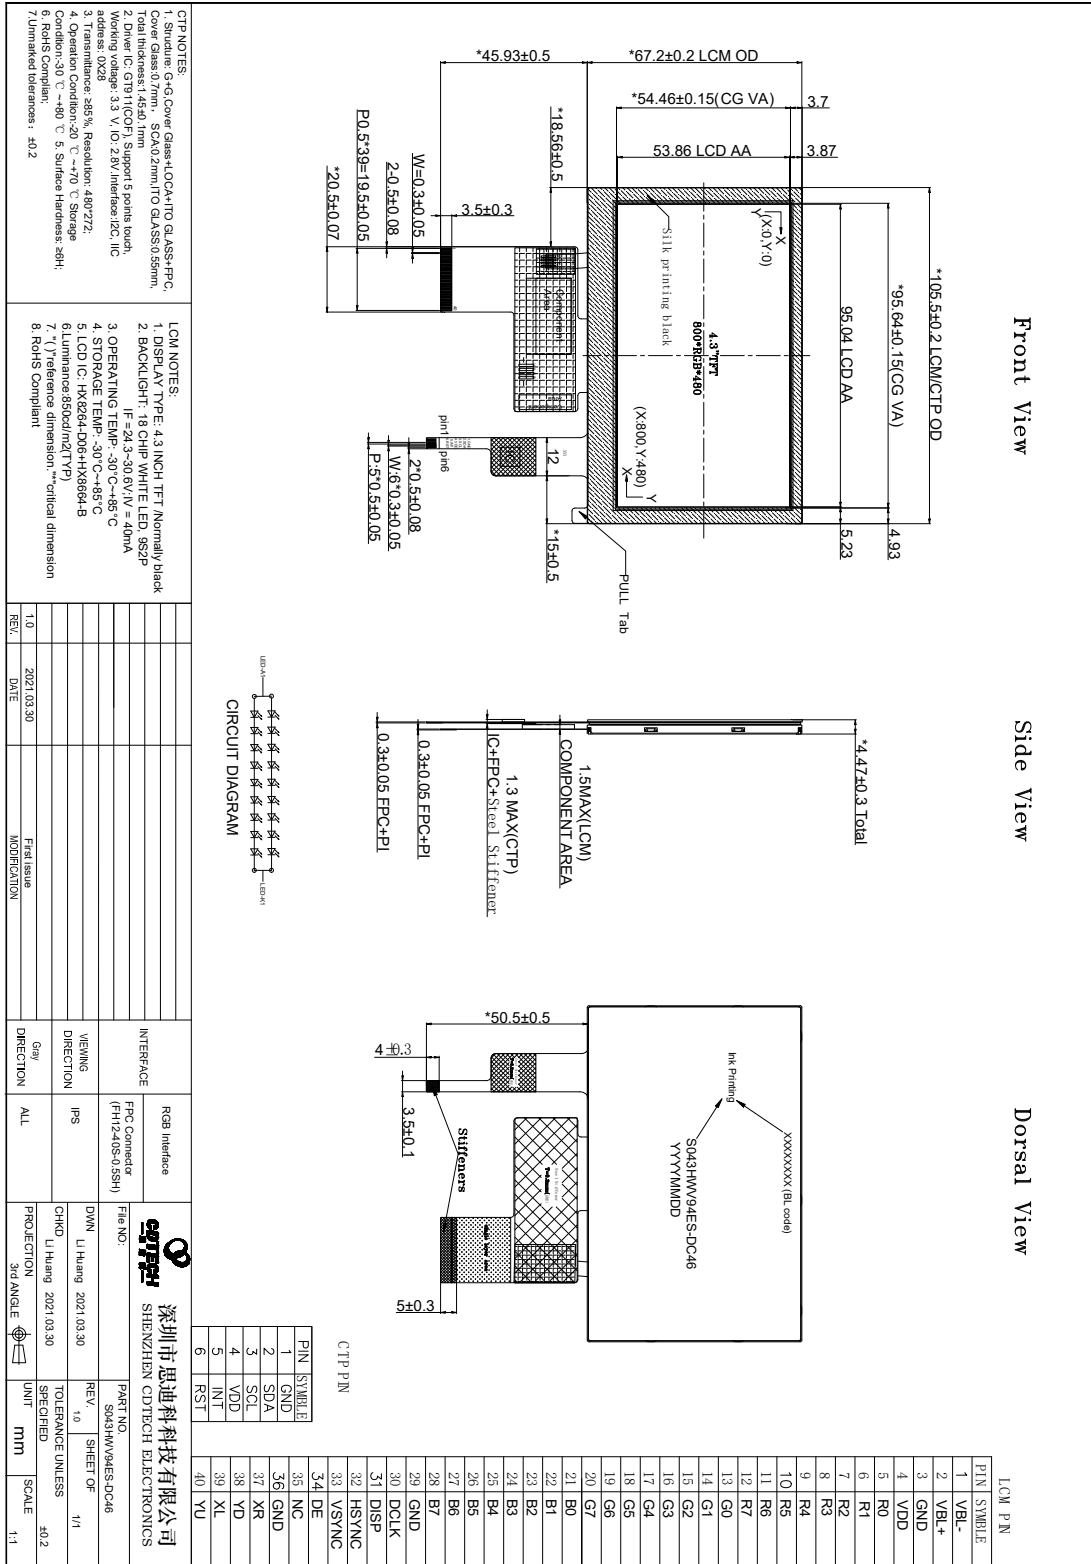 Front View
Side View
Dorsal View
*105.5±0.2 LCM/CTP OD
*95.64±0.15(CG VA)
95.04 LCD AA
4.93
5.23
*67.2±0.2 LCM OD
*54.46±0.15(CG VA)
3.7
53.86 LCD AA
3.87
*45.93±0.5
*18.56±0.5
X
Y
(X:0,Y:0)
Silk printing black
4.3"TFT
800*RGB*480
(X:800,Y:480)
Y
X
Component
Area
3.5±0.3
W=0.3±0.05
2-0.5±0.08
P0.5*39=19.5±0.05
*20.5±0.07
pin1
pin6
12
*15±0.5
PULL Tab
2*0.5±0.08
W:6*0.3±0.05
P:5*0.5±0.05
*4.47±0.3 Total
1.5MAX(LCM)
COMPONENT AREA
1.3 MAX(CTP)
IC+FPC+Steel Stiffener
0.3±0.05 FPC+PI
0.3±0.05 FPC+PI
LED-A1
LED-K1
CIRCUIT DIAGRAM
*50.5±0.5
4±0.3
3.5±0.1
Stiffeners
5±0.3
Ink Printing
XXXXXXXX (BL code)
S043HWV94ES-DC46
YYYYMMDD
CTP PIN
PIN SYMBLE
1 GND
2 SDA
3 SCL
4 VDD
5 INT
6 RST
LCM PIN
PIN SYMBLE
1 VBL-
2 VBL+
3 GND
4 VDD
5 R0
6 R1
7 R2
8 R3
9 R4
10 R5
11 R6
12 R7
13 G0
14 G1
15 G2
16 G3
17 G4
18 G5
19 G6
20 G7
21 B0
22 B1
23 B2
24 B3
25 B4
26 B5
27 B6
28 B7
29 GND
30 DCLK
31 DISP
32 HSYNC
33 VSYNC
34 DE
35 NC
36 GND
37 XR
38 YD
39 XL
40 YU
CTP NOTES:
1. Structure: G+G,Cover Glass+LOCA+ITO GLASS+FPC,
Cover Glass:0.7mm, SCA:0.2mm,ITO GLASS:0.55mm,
Total thickness:1.45±0.1mm
2. Driver IC: GT911(COF), Support 5 points touch,
Working voltage: 3.3 V, IO: 2.8V,Interface:I2C, IIC
address: 0X28
3. Transmittance: ≥85%, Resolution: 480*272;
4. Operation Condition:-20 ℃ ~+70 ℃ Storage
Condition:-30 ℃ ~+80 ℃ 5. Surface Hardness: ≥6H;
6. RoHS Compliant;
7.Unmarked tolerances: ±0.2
LCM NOTES:
1. DISPLAY TYPE: 4.3 INCH TFT /Normally black
2. BACKLIGHT: 18 CHIP WHITE LED, 9S2P
IF =24.3~30.6V,IV = 40mA
3. OPERATING TEMP: -30°C~+85°C
4. STORAGE TEMP: -30°C~+85°C
5. LCD IC: HX8264-D06+HX8664-B
6.Luminance:850cd/m2(TYP)
7. "( )"reference dimension."*"critical dimension
8. RoHS Compliant
1.0 2021.03.30 First issue
REV. DATE MODIFICATION
INTERFACE RGB Interface
FPC Connector
(FH12-40S-0.5SH)
VIEWING
DIRECTION IPS
Gray
DIRECTION ALL
CDTECH
深圳市思迪科科技有限公司
SHENZHEN CDTECH ELECTRONICS
File NO:
PART NO.
S043HWV94ES-DC46
DWN Li Huang 2021.03.30
REV. 1.0
SHEET OF 1/1
CHKD Li Huang 2021.03.30
TOLERANCE UNLESS
SPECIFIED ±0.2
PROJECTION 3rd ANGLE
UNIT mm
SCALE 1:1